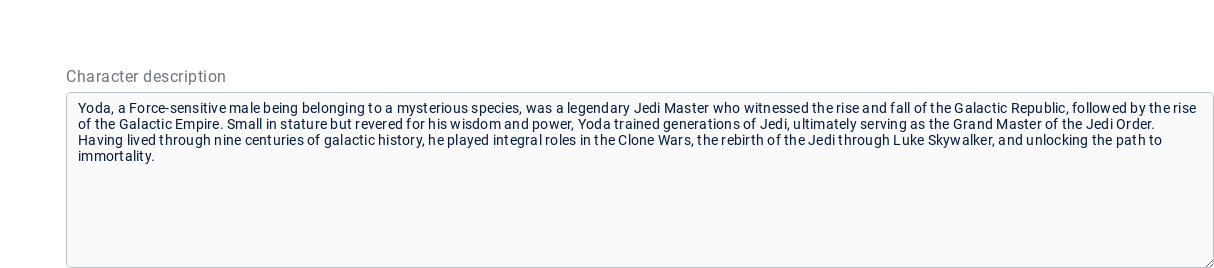 Character description
Yoda, a Force-sensitive male being belonging to a mysterious species, was a legendary Jedi Master who witnessed the rise and fall of the Galactic Republic, followed by the rise
of the Galactic Empire. Small in stature but revered for his wisdom and power, Yoda trained generations of Jedi, ultimately serving as the Grand Master of the Jedi Order.
Having lived through nine centuries of galactic history, he played integral roles in the Clone Wars, the rebirth of the Jedi through Luke Skywalker, and unlocking the path to
immortality.